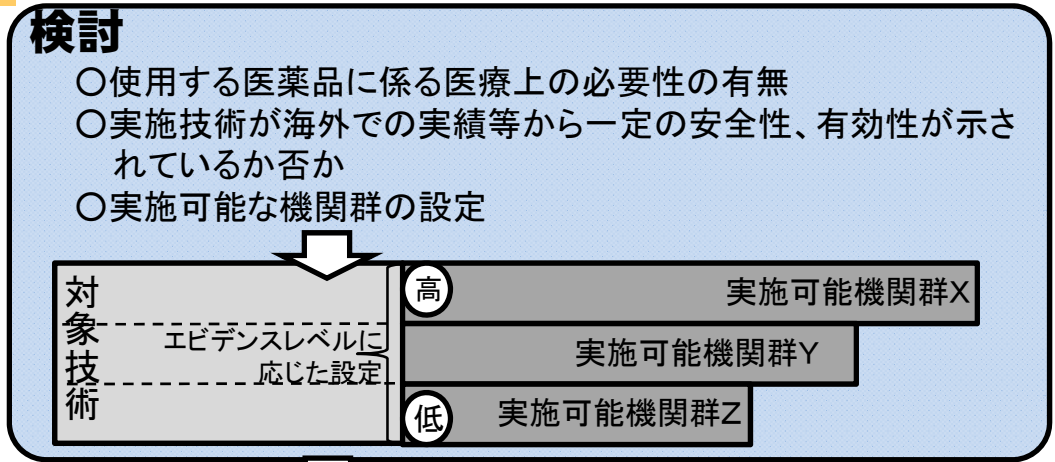 検討
○使用する医薬品に係る医療上の必要性の有無
○実施技術が海外での実績等から一定の安全性、有効性が示さ
れているか否か
○実施可能な機関群の設定
対象技術
エビデンスレベルに
応じた設定
高
実施可能機関群X
実施可能機関群Y
低
実施可能機関群Z